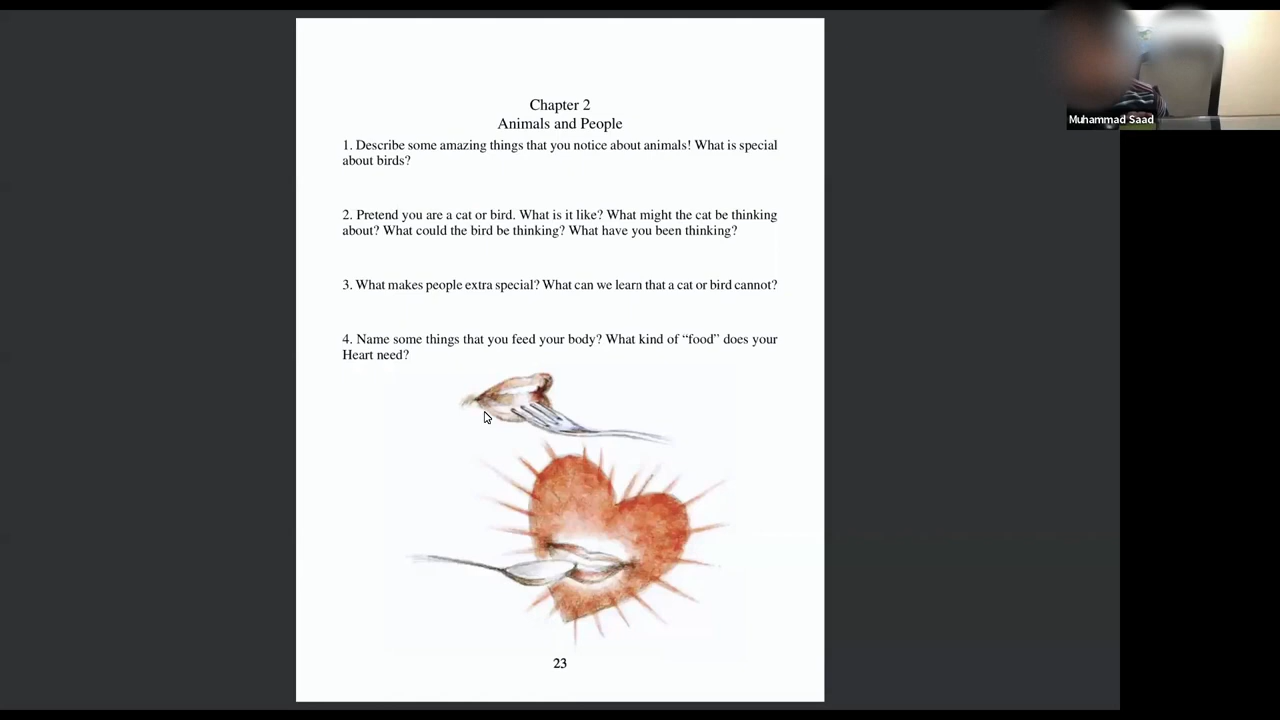 Chapter 2
Animals and People
1. Describe some amazing things that you notice about animals! What is special
about birds?
2. Pretend you are a cat or bird. What is it like? What might the cat be thinking
about? What could the bird be thinking? What have you been thinking?
3. What makes people extra special? What can we learn that a cat or bird cannot?
4. Name some things that you feed your body? What kind of “food” does your
Heart need?
23
Muhammad Saad